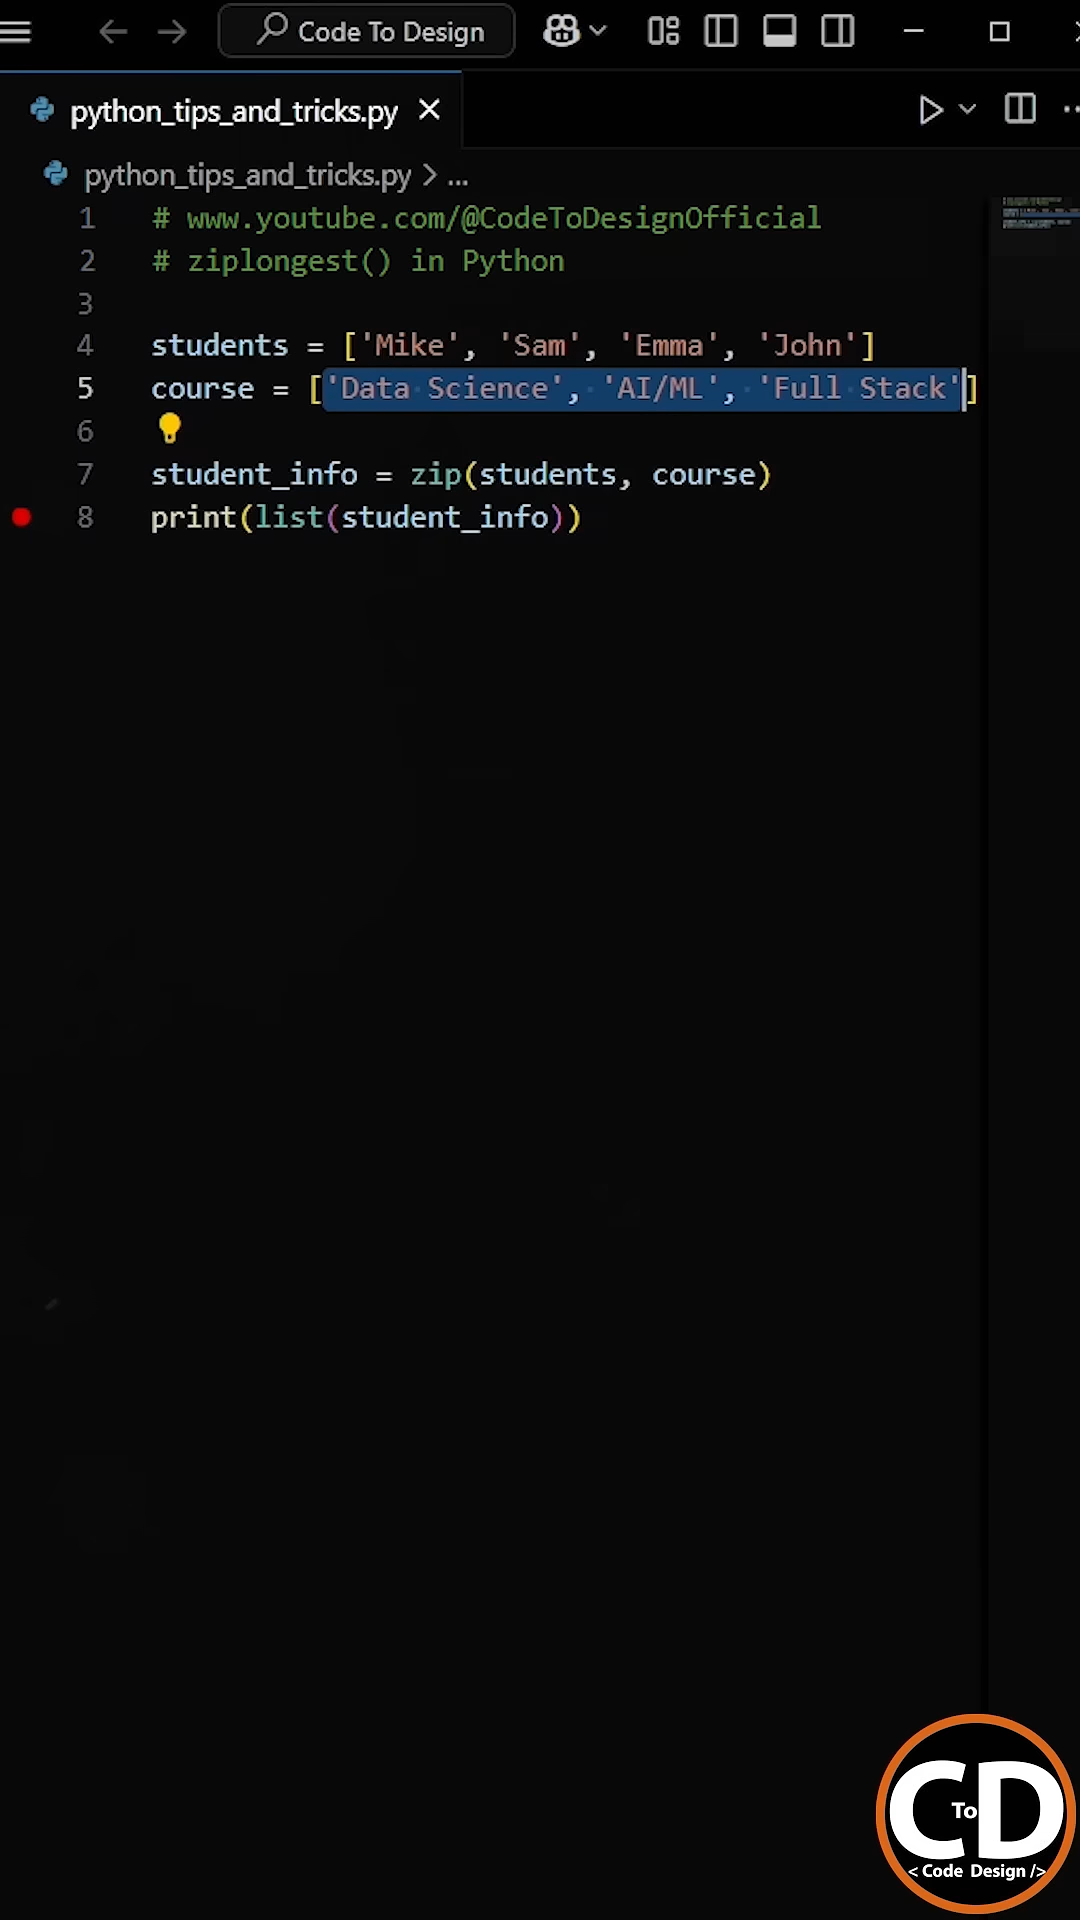 Code To Design
python_tips_and_tricks.py
python_tips_and_tricks.py > ...
1 # www.youtube.com/@CodeToDesignOfficial
2 # ziplongest() in Python
3
4 students = ['Mike', 'Sam', 'Emma', 'John']
5 course = ['Data Science', 'AI/ML', 'Full Stack']
6
7 student_info = zip(students, course)
8 print(list(student_info))
CD
To
< Code Design />